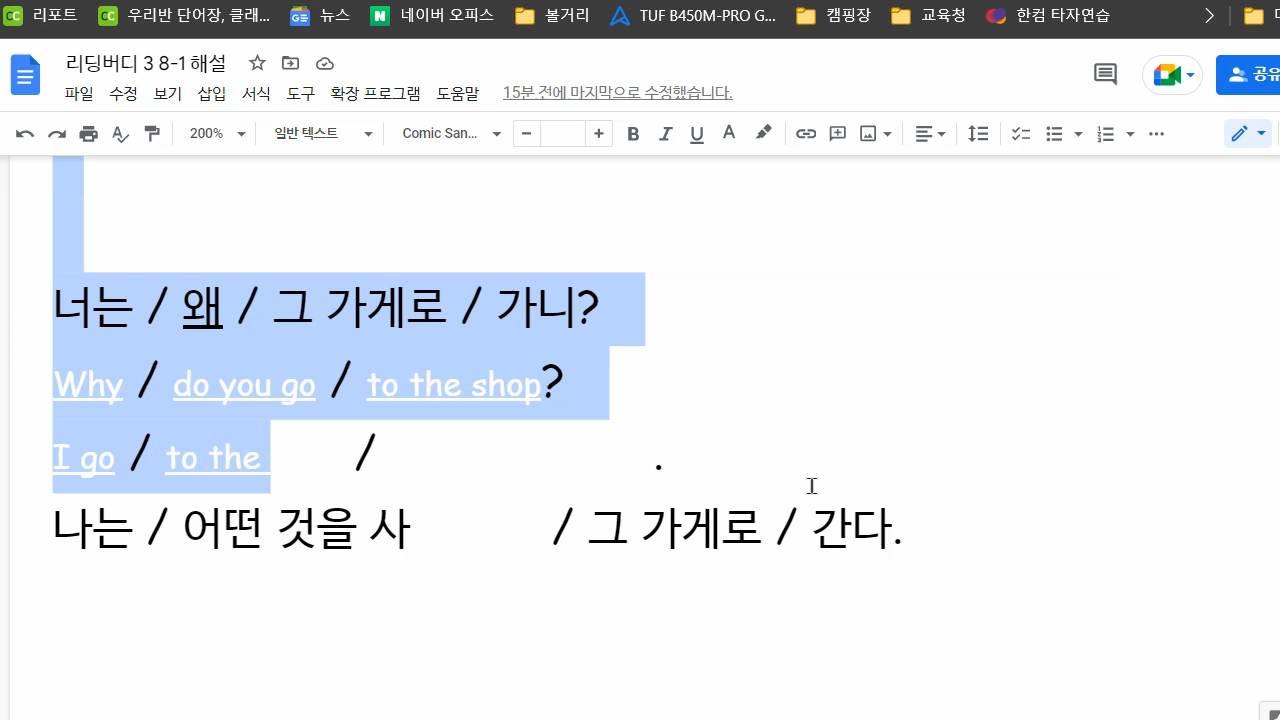 리포트 우리반 단어장, 클래... 뉴스 네이버 오피스 볼거리 TUF B450M-PRO G... 캠핑장 교육청 한컴 타자연습
리딩버디 3 8-1 해설
파일 수정 보기 삽입 서식 도구 확장 프로그램 도움말 15분 전에 마지막으로 수정했습니다.
공유
200% 일반 텍스트 Comic San... − + B I U A
너는 / 왜 / 그 가게로 / 가니?
Why / do you go / to the shop?
I go / to the / .
나는 / 어떤 것을 사 / 그 가게로 / 간다.